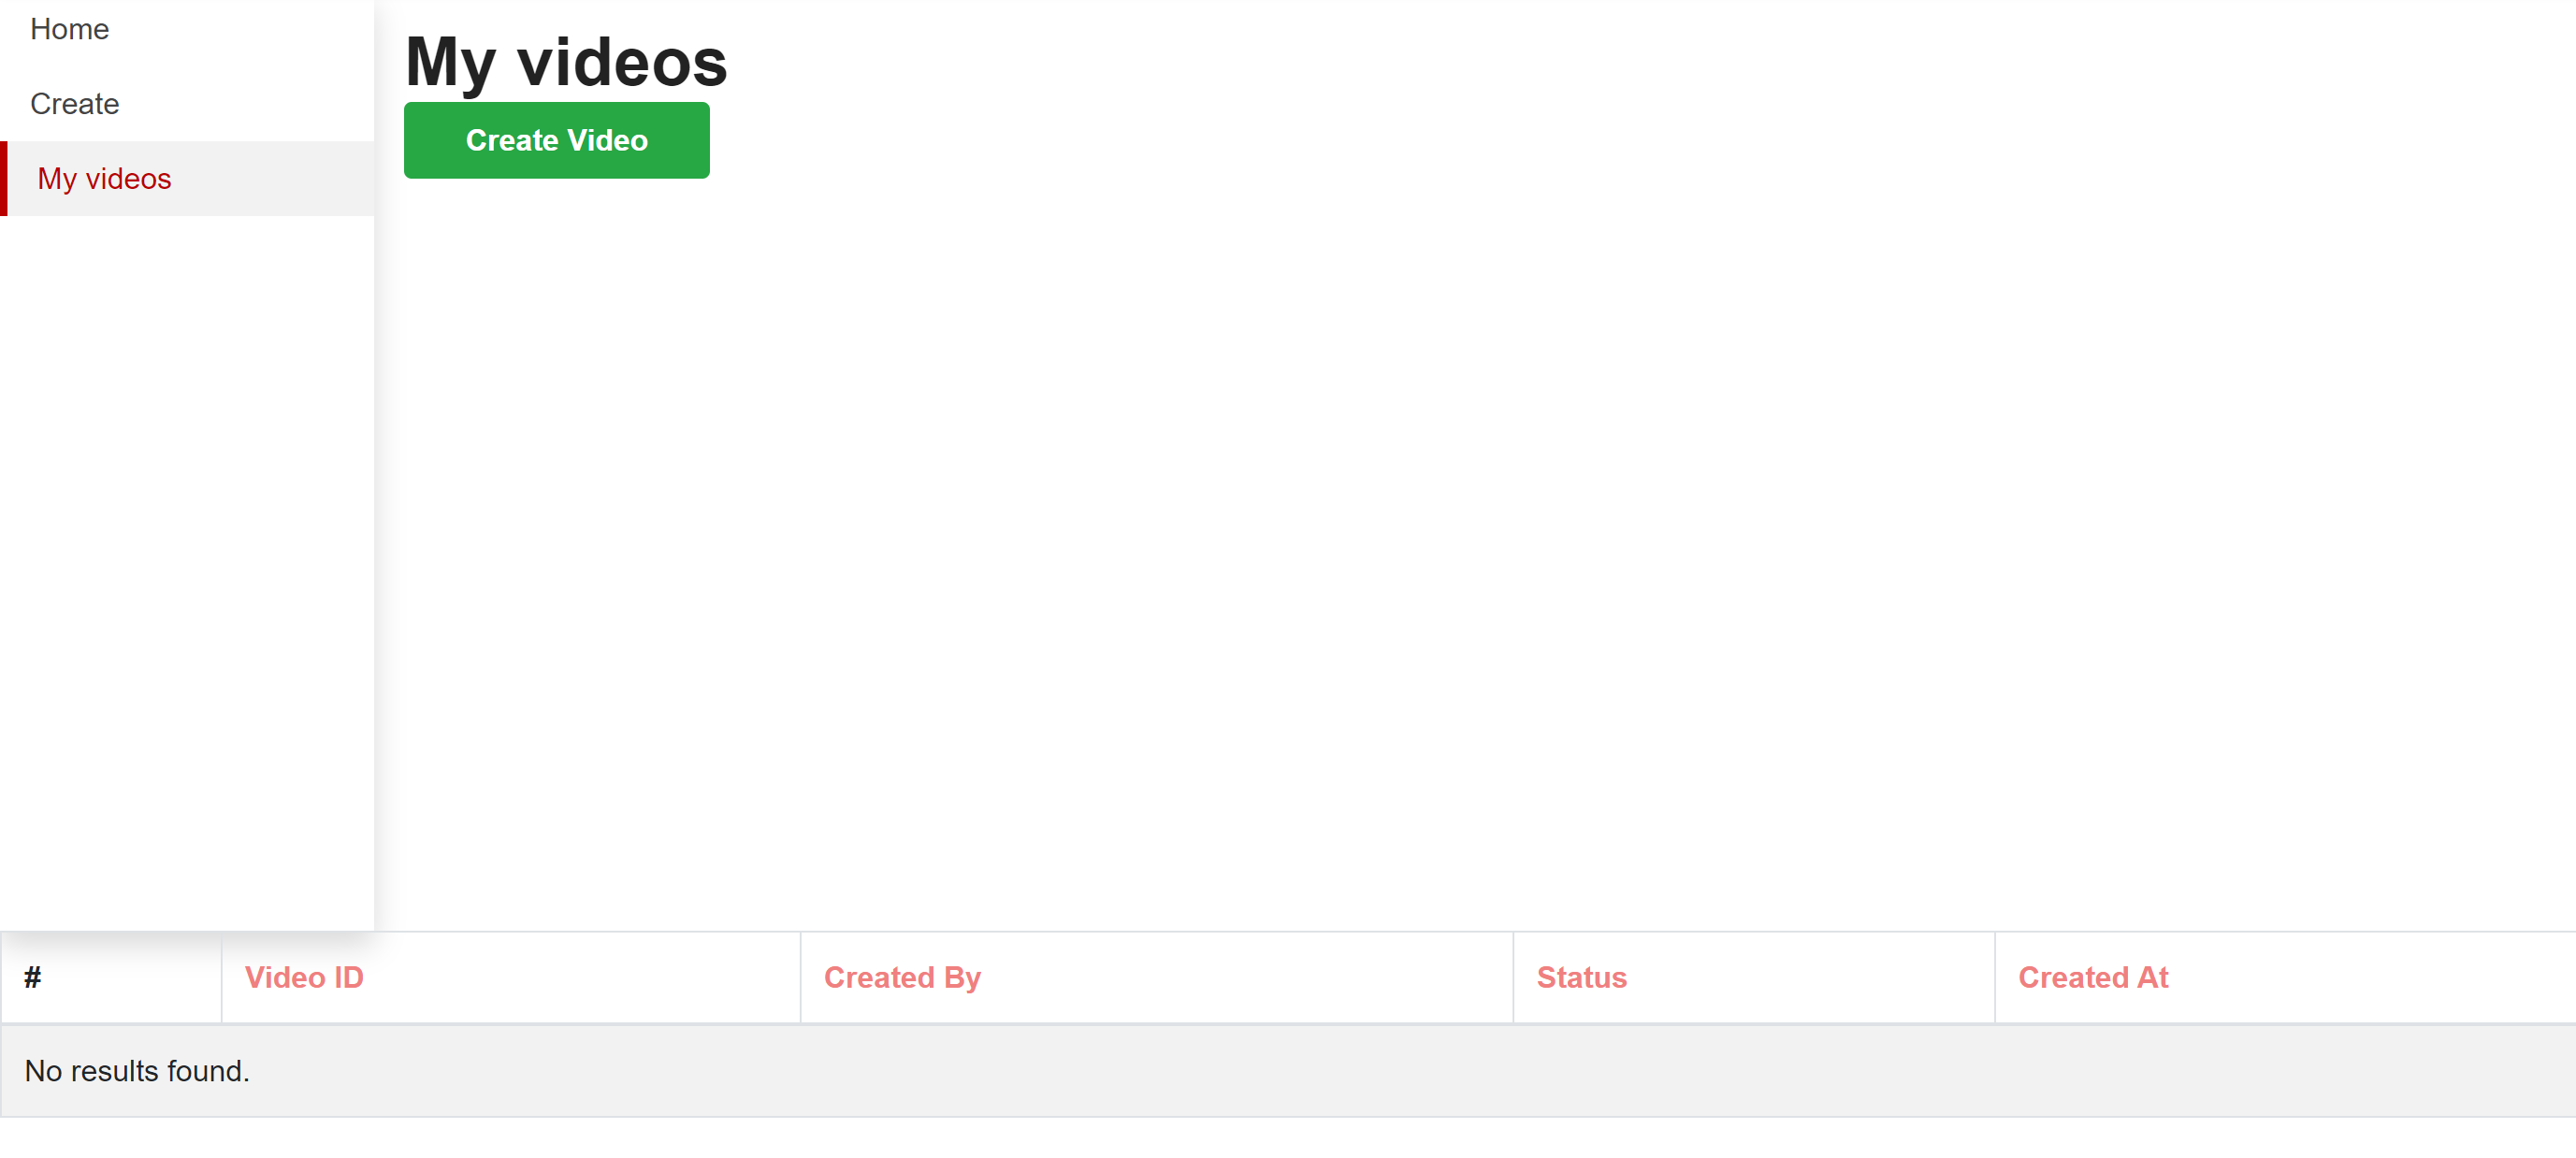 Home
Create
My videos
My videos
Create Video
# Video ID Created By Status Created At
No results found.